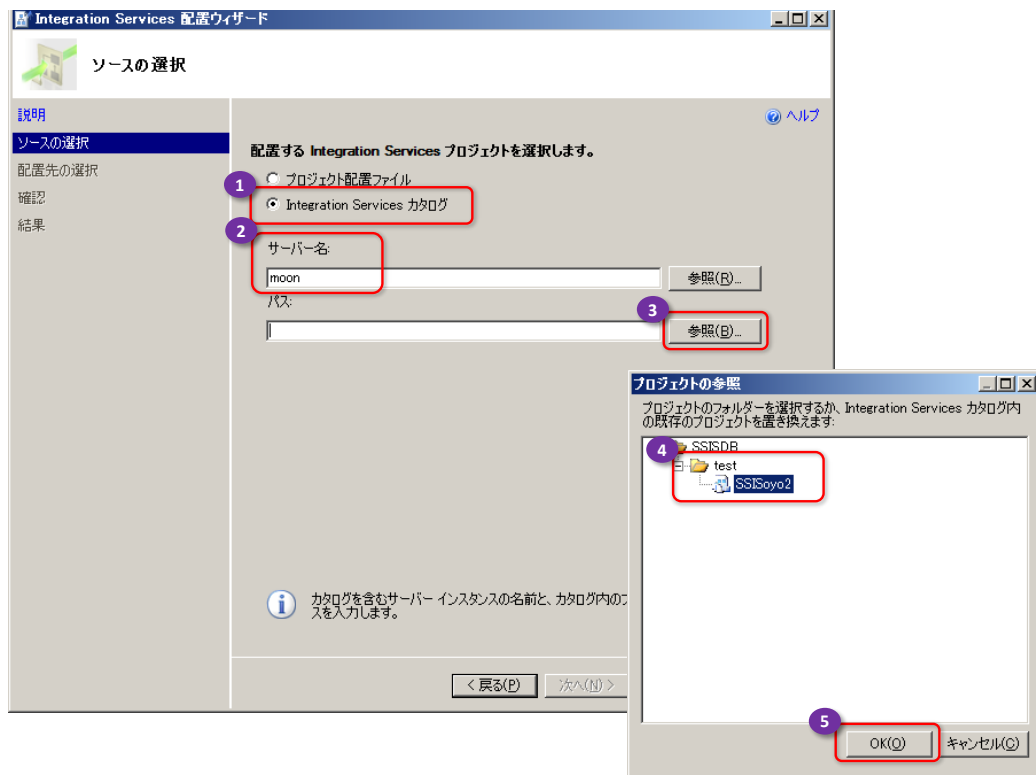 Integration Services 配置ウィザード
ソースの選択
説明
ソースの選択
配置先の選択
確認
結果
ヘルプ
配置する Integration Services プロジェクトを選択します。
プロジェクト配置ファイル
1
Integration Services カタログ
2
サーバー名:
moon
参照(R)...
パス:
3
参照(B)...
カタログを含むサーバー インスタンスの名前と、カタログ内の
スを入力します。
< 戻る(P)
次へ(N) >
プロジェクトの参照
プロジェクトのフォルダーを選択するか、Integration Services カタログ内
の既存のプロジェクトを置き換えます:
SSISDB
4
test
SSISoyo2
5
OK(O)
キャンセル(C)